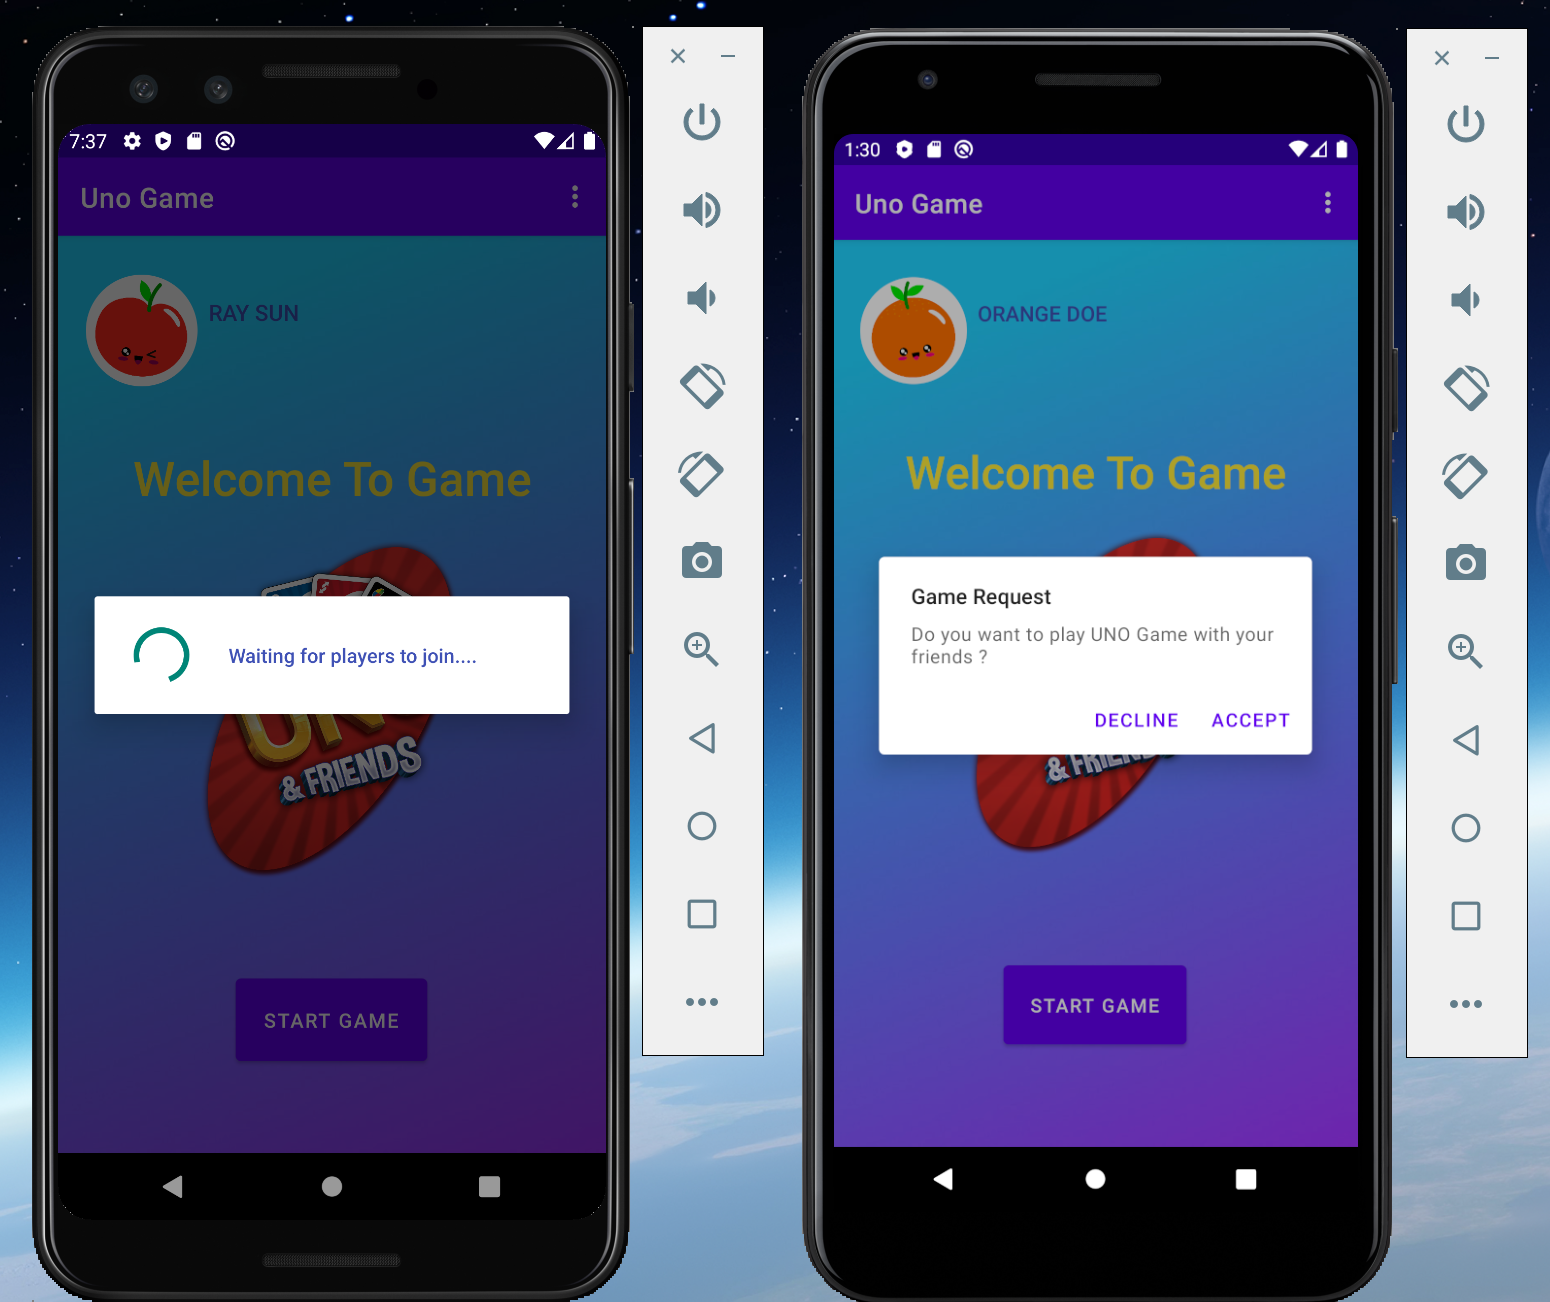 7:37
Uno Game
RAY SUN
Welcome To Game
Waiting for players to join....
UNO
& FRIENDS
START GAME
1:30
Uno Game
ORANGE DOE
Welcome To Game
Game Request
Do you want to play UNO Game with your
friends ?
DECLINE ACCEPT
& FRIEND
START GAME